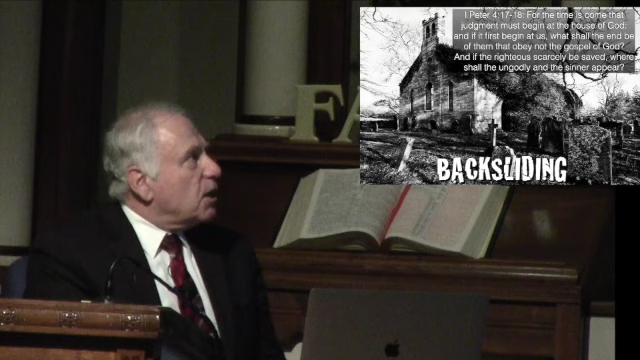 I Peter 4:17-18: For the time is come that
judgment must begin at the house of God:
and if it first begin at us, what shall the end be
of them that obey not the gospel of God?
And if the righteous scarcely be saved, where
shall the ungodly and the sinner appear?
BACKSLIDING
FA